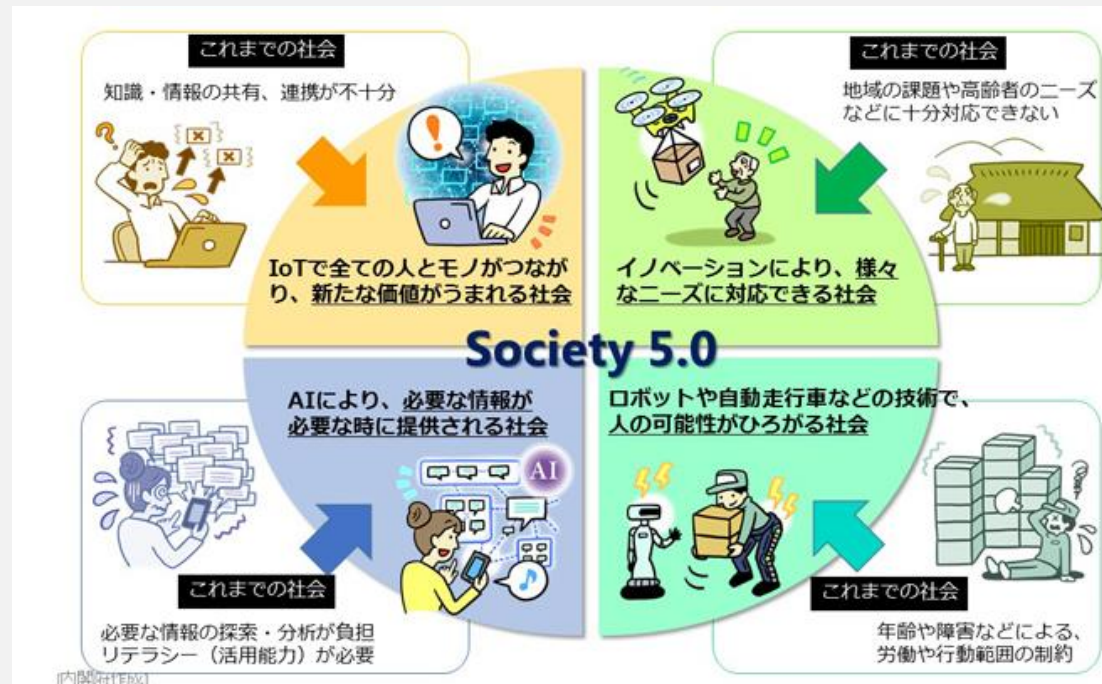 これまでの社会
知識・情報の共有、連携が不十分
IoTで全ての人とモノがつなが
り、新たな価値がうまれる社会
これまでの社会
地域の課題や高齢者のニーズ
などに十分対応できない
イノベーションにより、様々
なニーズに対応できる社会
Society 5.0
AIにより、必要な情報が
必要な時に提供される社会
AI
これまでの社会
必要な情報の探索・分析が負担
リテラシー（活用能力）が必要
ロボットや自動走行車などの技術で、
人の可能性がひろがる社会
これまでの社会
年齢や障害などによる、
労働や行動範囲の制約
[内閣府作成]